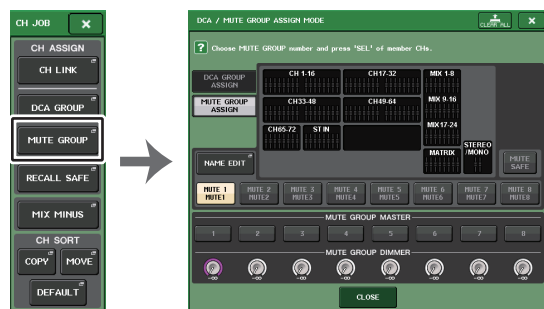 CH JOB
×
CH ASSIGN
CH LINK
DCA GROUP
MUTE GROUP
RECALL SAFE
MIX MINUS
CH SORT
COPY
MOVE
DEFAULT
DCA / MUTE GROUP ASSIGN MODE
CLEAR ALL
×
? Choose MUTE GROUP number and press 'SEL' of member CHs.
DCA GROUP
ASSIGN
MUTE GROUP
ASSIGN
NAME EDIT
CH 1-16
CH17-32
MIX 1-8
CH33-48
CH49-64
MIX 9-16
CH65-72
ST IN
MIX17-24
MATRIX
STEREO
/MONO
MUTE
SAFE
MUTE 1
MUTE1
MUTE 2
MUTE2
MUTE 3
MUTE3
MUTE 4
MUTE4
MUTE 5
MUTE5
MUTE 6
MUTE6
MUTE 7
MUTE7
MUTE 8
MUTE8
MUTE GROUP MASTER
1 2 3 4 5 6 7 8
MUTE GROUP DIMMER
-∞ -∞ -∞ -∞ -∞ -∞ -∞ -∞
CLOSE